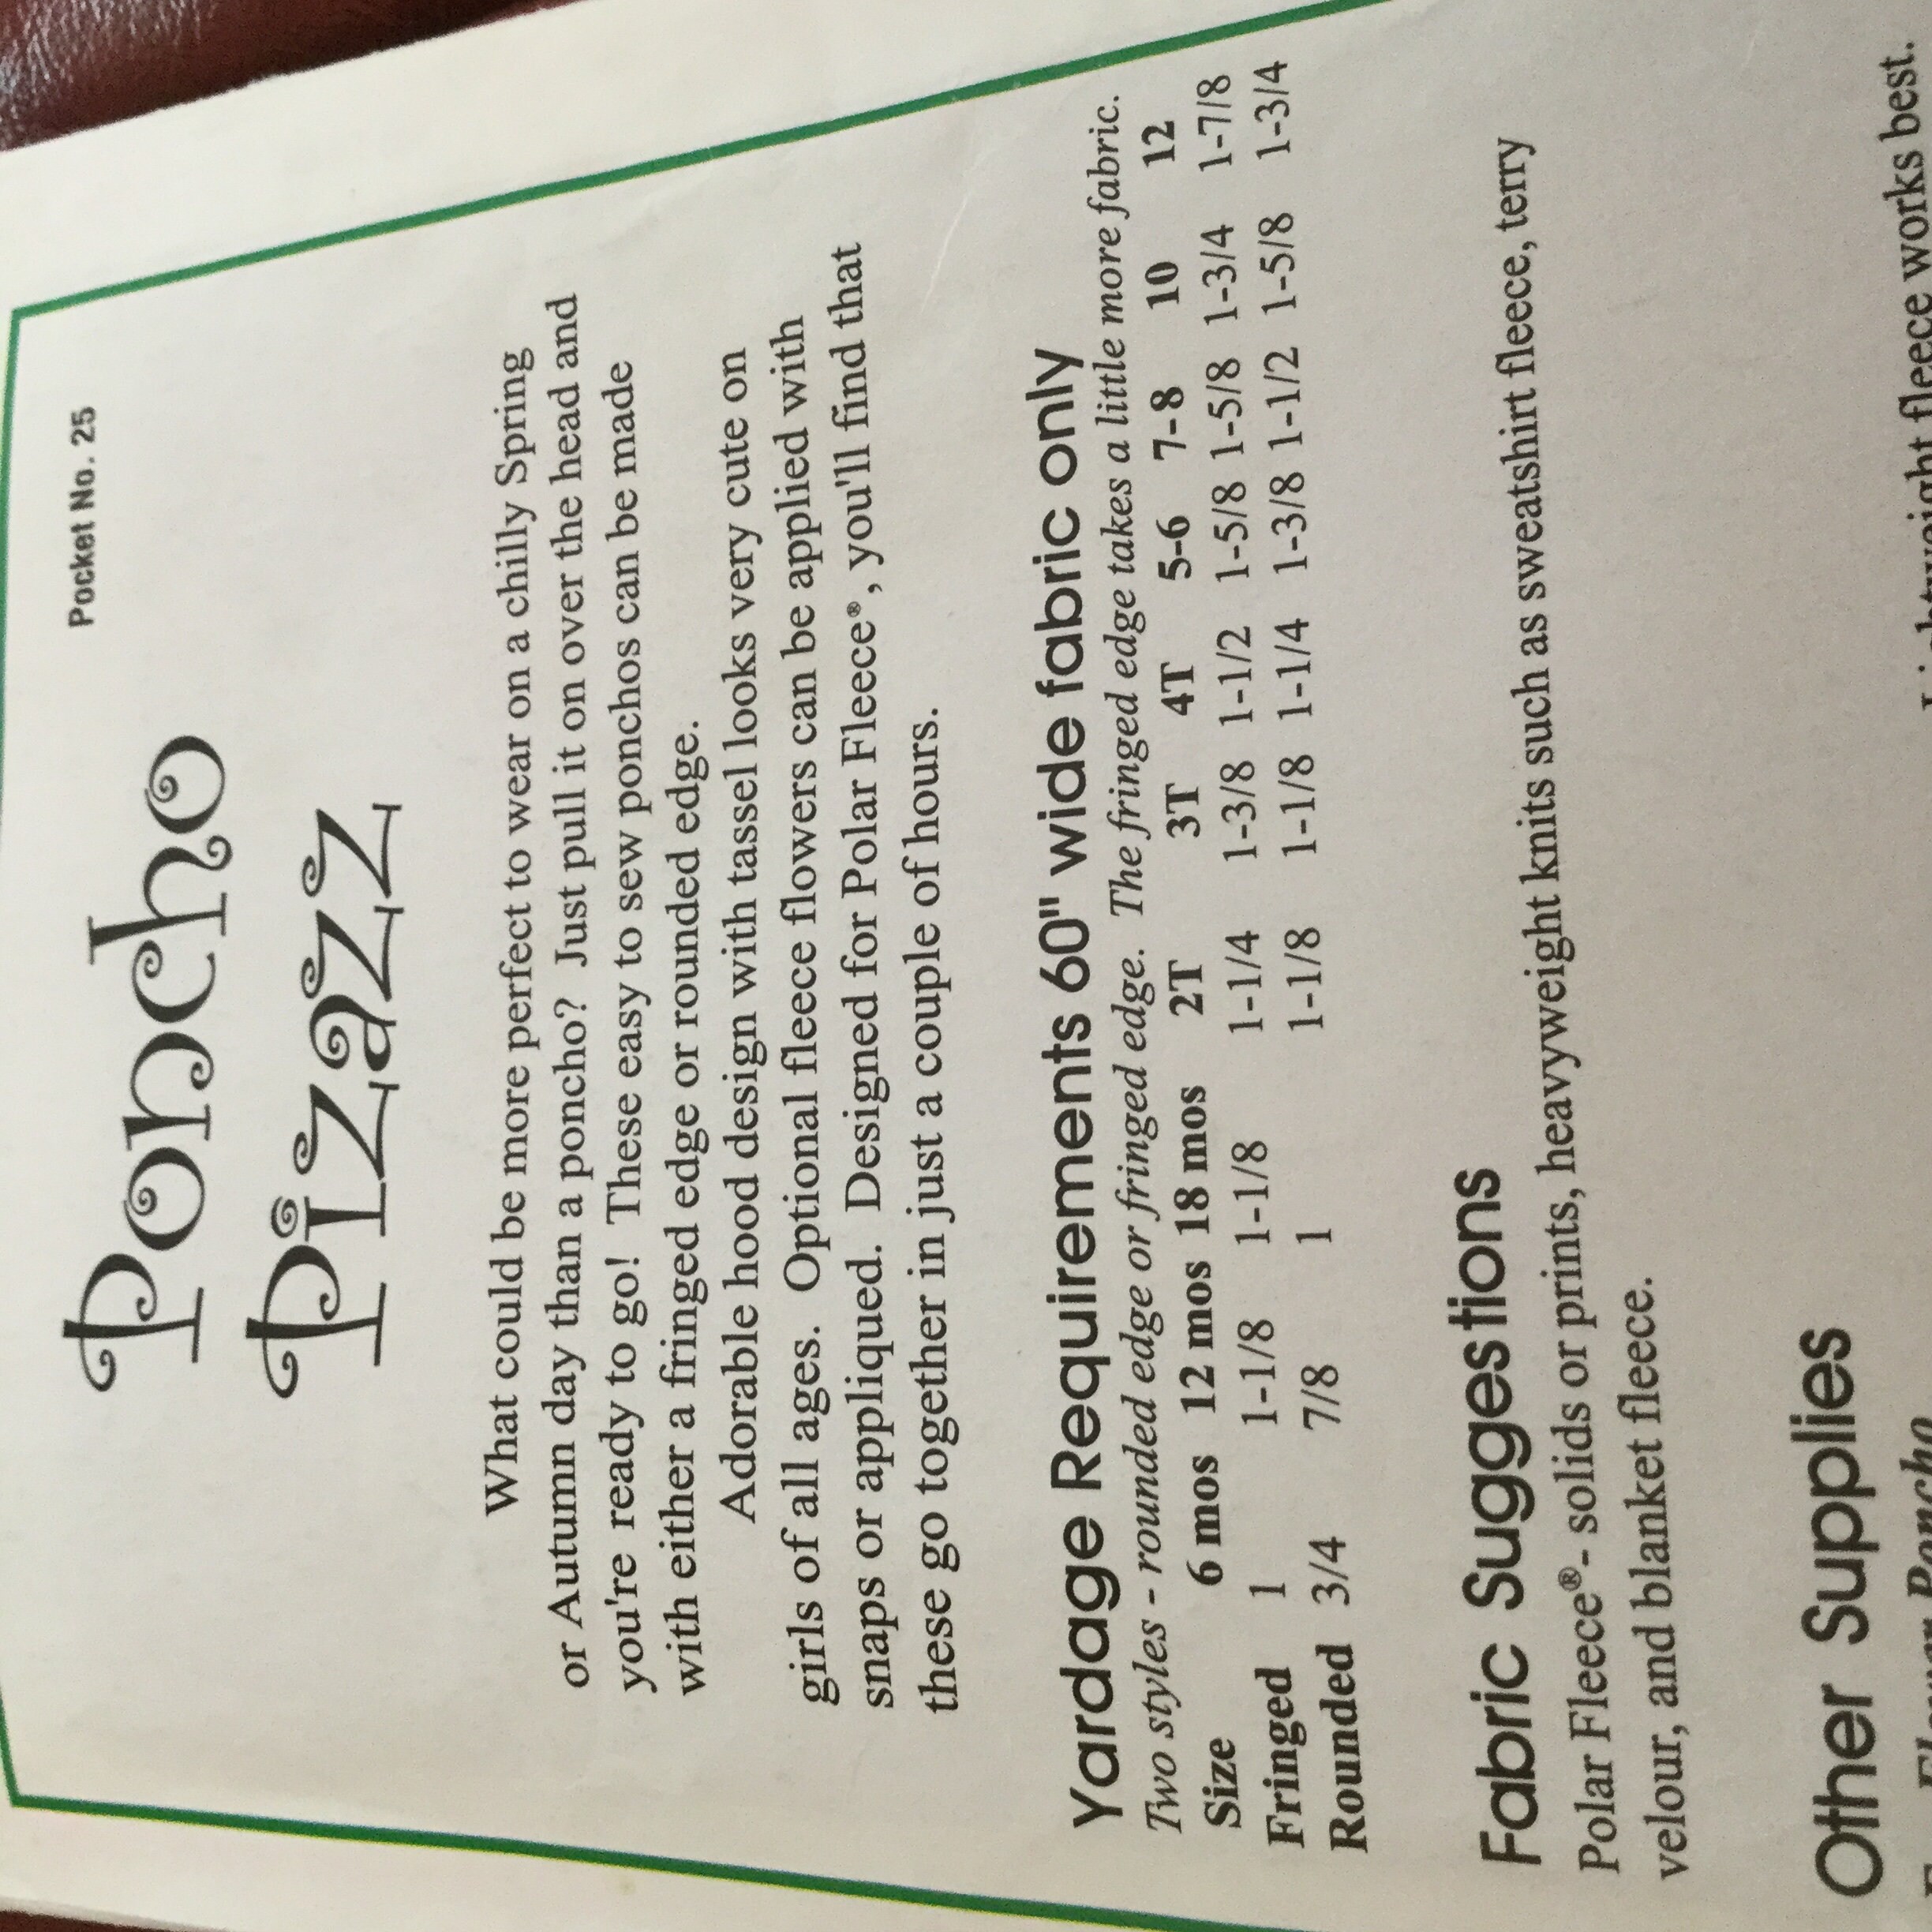 Pocket No. 25
Poncho
Pizazz
What could be more perfect to wear on a chilly Spring
or Autumn day than a poncho? Just pull it on over the head and
you're ready to go! These easy to sew ponchos can be made
with either a fringed edge or rounded edge.
Adorable hood design with tassel looks very cute on
girls of all ages. Optional fleece flowers can be applied with
snaps or appliqued. Designed for Polar Fleece®, you'll find that
these go together in just a couple of hours.
Yardage Requirements 60" wide fabric only
Two styles - rounded edge or fringed edge. The fringed edge takes a little more fabric.
Size 6 mos 12 mos 18 mos 2T 3T 4T 5-6 7-8 10 12
Fringed 1 1-1/8 1-1/8 1-1/4 1-3/8 1-1/2 1-5/8 1-5/8 1-3/4 1-7/8
Rounded 3/4 7/8 1 1-1/8 1-1/8 1-1/4 1-3/8 1-1/2 1-5/8 1-3/4
Fabric Suggestions
Polar Fleece®- solids or prints, heavyweight knits such as sweatshirt fleece, terry
velour, and blanket fleece.
Other Supplies
Poncho fleece works best.